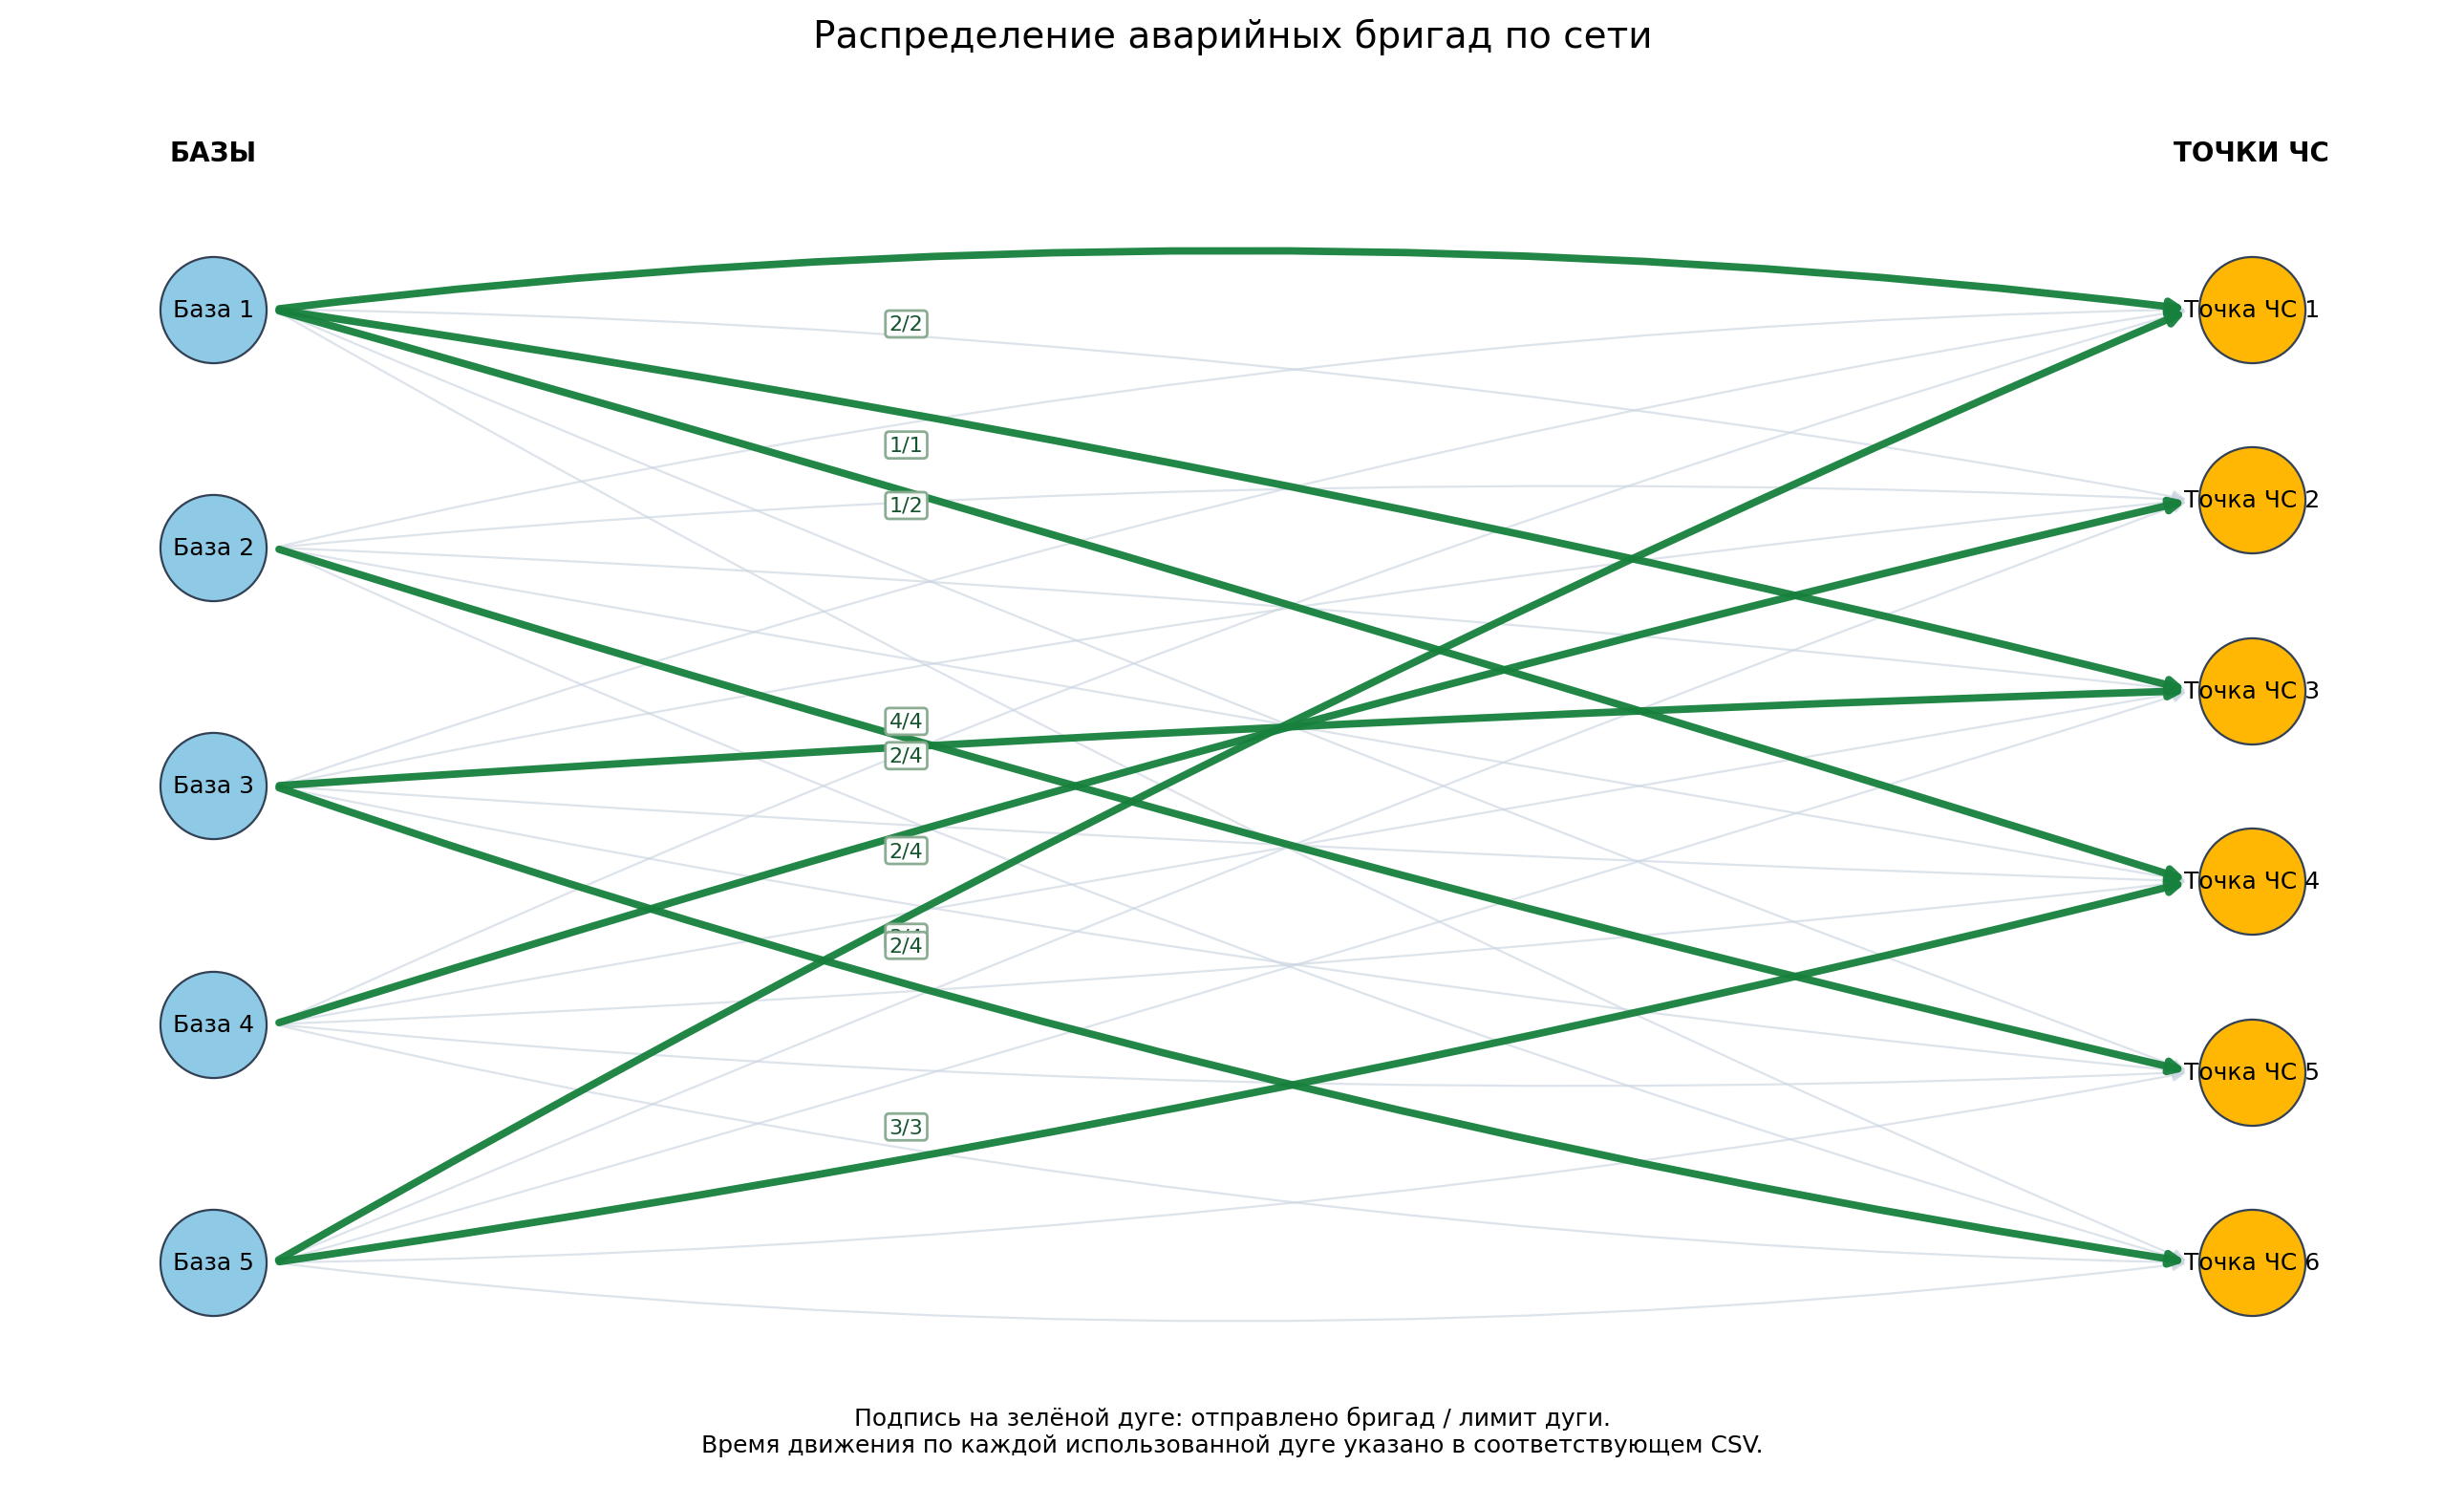 Распределение аварийных бригад по сети
БАЗЫ
ТОЧКИ ЧС
База 1
Точка ЧС 1
2/2
1/1
Точка ЧС 2
1/2
База 2
Точка ЧС 3
4/4
2/4
База 3
2/4
Точка ЧС 4
2/4
База 4
Точка ЧС 5
3/3
База 5
Точка ЧС 6
Подпись на зелёной дуге: отправлено бригад / лимит дуги.
Время движения по каждой использованной дуге указано в соответствующем CSV.